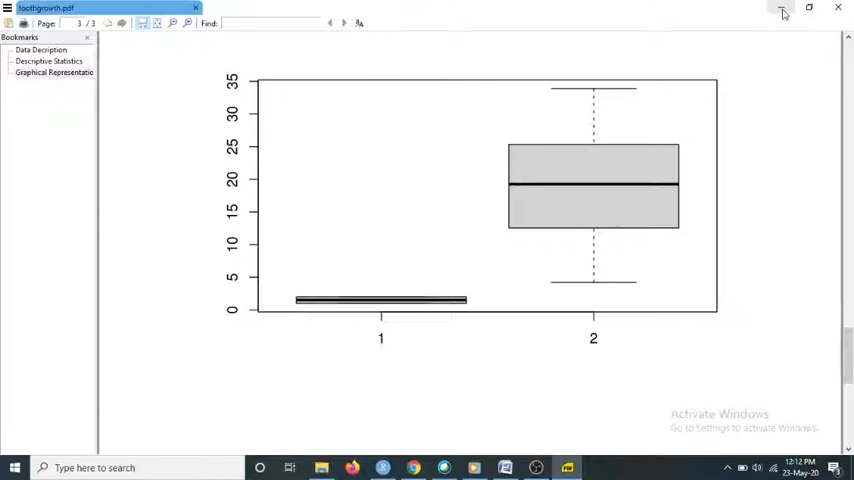 toothgrowth.pdf
Page: 3 / 3 Find:
Bookmarks
Data Decription
Descriptive Statistics
Graphical Representatio
35
30
25
20
15
10
5
0
1 2
Activate Windows
Go to Settings to activate Windows.
Type here to search
12:12 PM
23-May-20